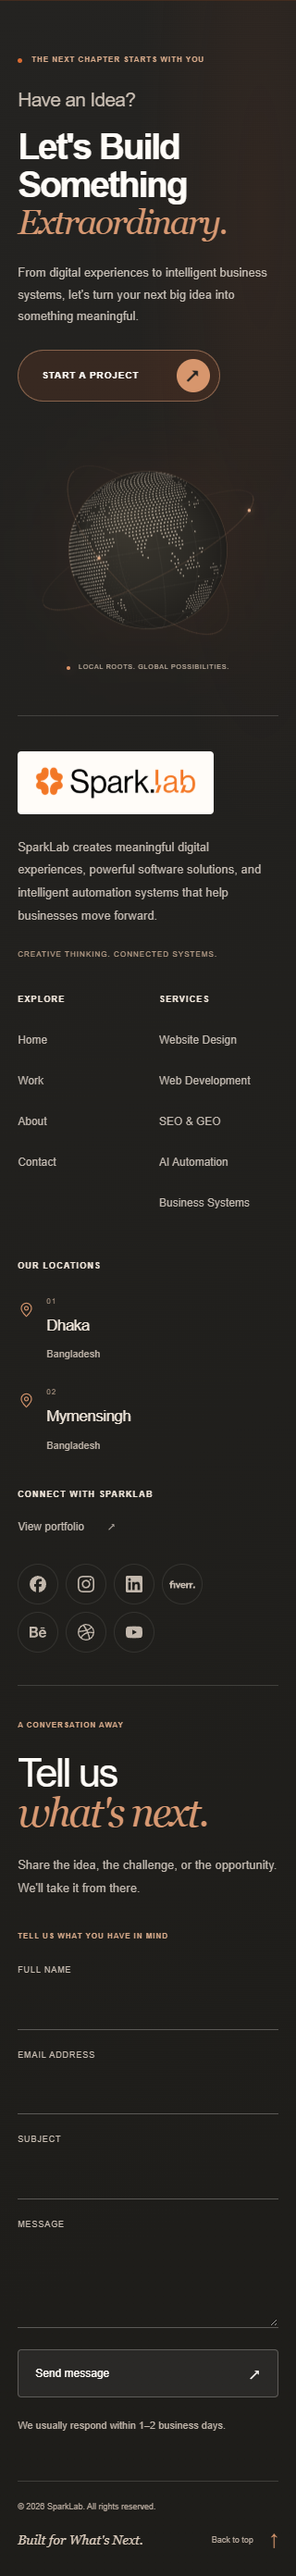 THE NEXT CHAPTER STARTS WITH YOU
Have an Idea?
Let's Build
Something
Extraordinary.
From digital experiences to intelligent business
systems, let's turn your next big idea into
something meaningful.
START A PROJECT ↗
LOCAL ROOTS. GLOBAL POSSIBILITIES.
Spark.lab
SparkLab creates meaningful digital
experiences, powerful software solutions, and
intelligent automation systems that help
businesses move forward.
CREATIVE THINKING. CONNECTED SYSTEMS.
EXPLORE
Home
Work
About
Contact
SERVICES
Website Design
Web Development
SEO & GEO
AI Automation
Business Systems
OUR LOCATIONS
01
Dhaka
Bangladesh
02
Mymensingh
Bangladesh
CONNECT WITH SPARKLAB
View portfolio ↗
fiverr.
Bē
A CONVERSATION AWAY
Tell us
what's next.
Share the idea, the challenge, or the opportunity.
We'll take it from there.
TELL US WHAT YOU HAVE IN MIND
FULL NAME
EMAIL ADDRESS
SUBJECT
MESSAGE
Send message ↗
We usually respond within 1–2 business days.
© 2026 SparkLab. All rights reserved.
Built for What's Next.
Back to top ↑